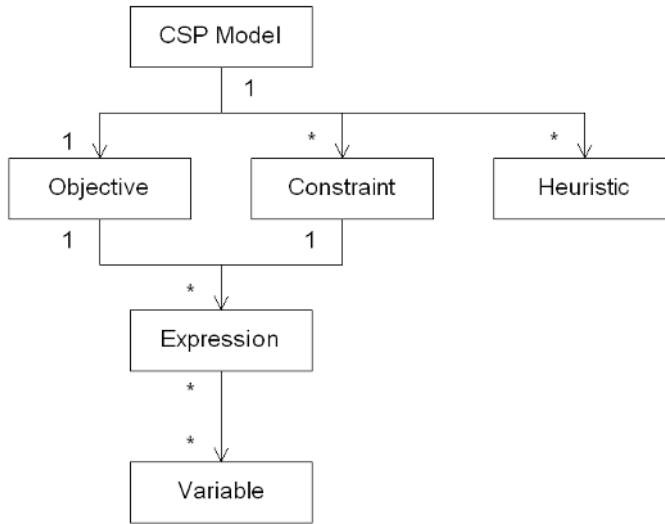 CSP Model
1
1 * *
Objective Constraint Heuristic
1 1
*
Expression
*
*
Variable